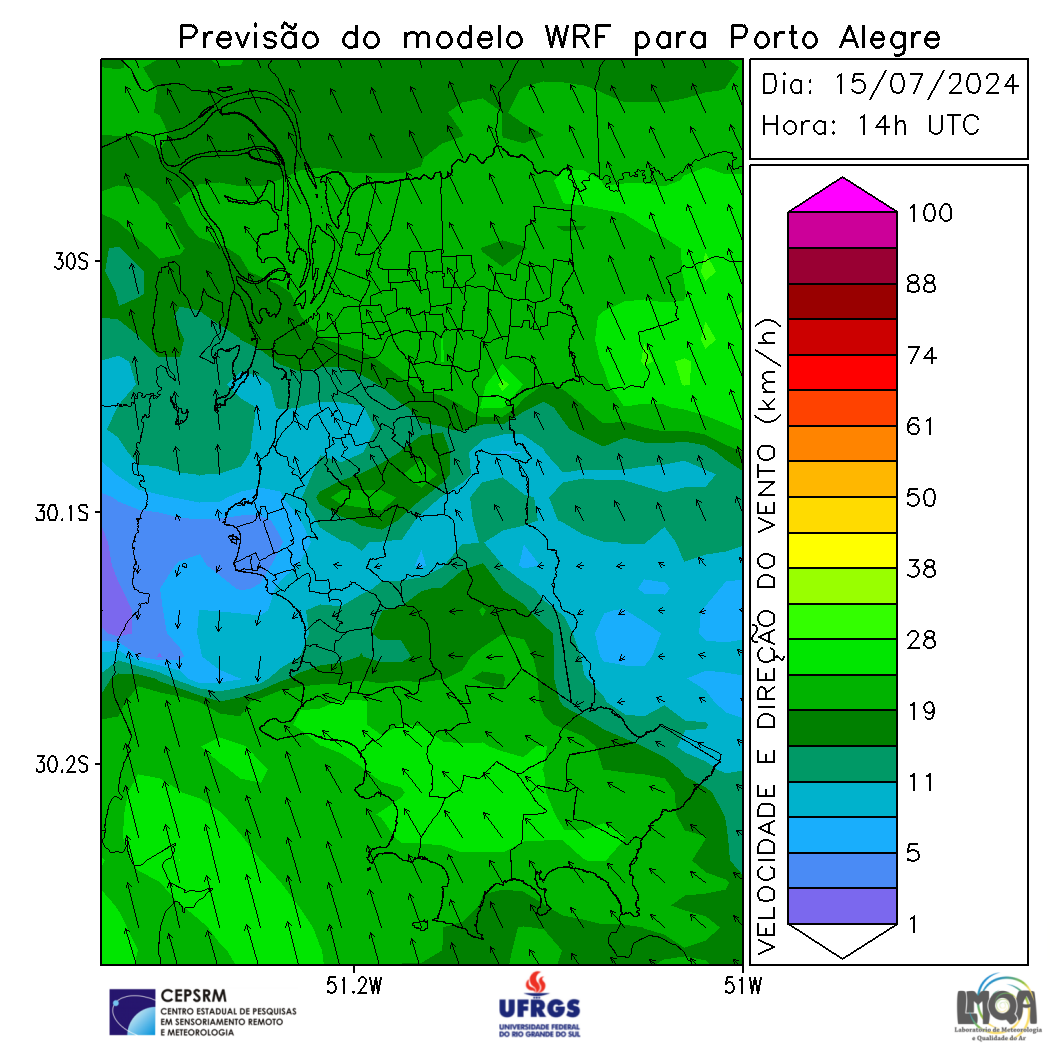 Previsão do modelo WRF para Porto Alegre
Dia: 15/07/2024
Hora: 14h UTC
30S
30.1S
30.2S
51.2W
51W
VELOCIDADE E DIREÇÃO DO VENTO (km/h)
100
88
74
61
50
38
28
19
11
5
1
CEPSRM
CENTRO ESTADUAL DE PESQUISAS
EM SENSORIAMENTO REMOTO
E METEOROLOGIA
UFRGS
UNIVERSIDADE FEDERAL
DO RIO GRANDE DO SUL
LMQA
Laboratório de Meteorologia
e Qualidade do Ar